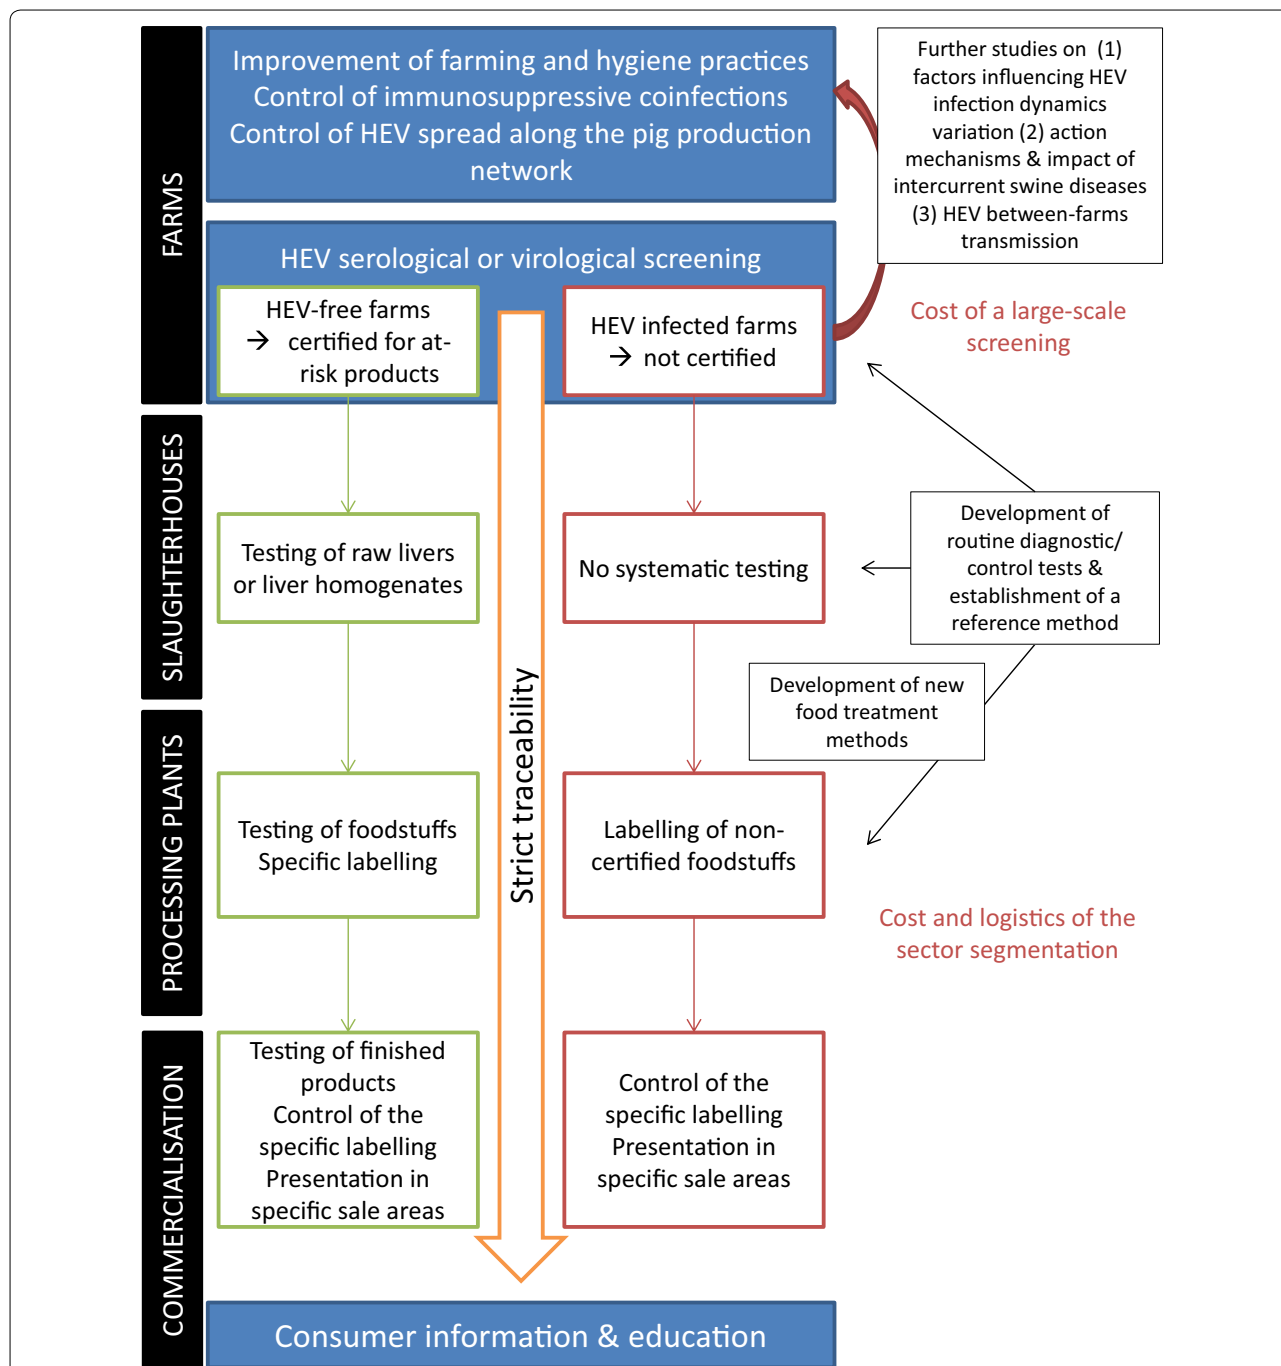 FARMS
Improvement of farming and hygiene practices
Control of immunosuppressive coinfections
Control of HEV spread along the pig production
network
Further studies on (1)
factors influencing HEV
infection dynamics
variation (2) action
mechanisms & impact of
intercurrent swine diseases
(3) HEV between-farms
transmission
HEV serological or virological screening
HEV-free farms
→ certified for at-
risk products
HEV infected farms
→ not certified
Cost of a large-scale
screening
SLAUGHTERHOUSES
Testing of raw livers
or liver homogenates
No systematic testing
Development of
routine diagnostic/
control tests &
establishment of a
reference method
Strict traceability
Development of new
food treatment
methods
PROCESSING PLANTS
Testing of foodstuffs
Specific labelling
Labelling of non-
certified foodstuffs
Cost and logistics of the
sector segmentation
COMMERCIALISATION
Testing of finished
products
Control of the
specific labelling
Presentation in
specific sale areas
Control of the
specific labelling
Presentation in
specific sale areas
Consumer information & education